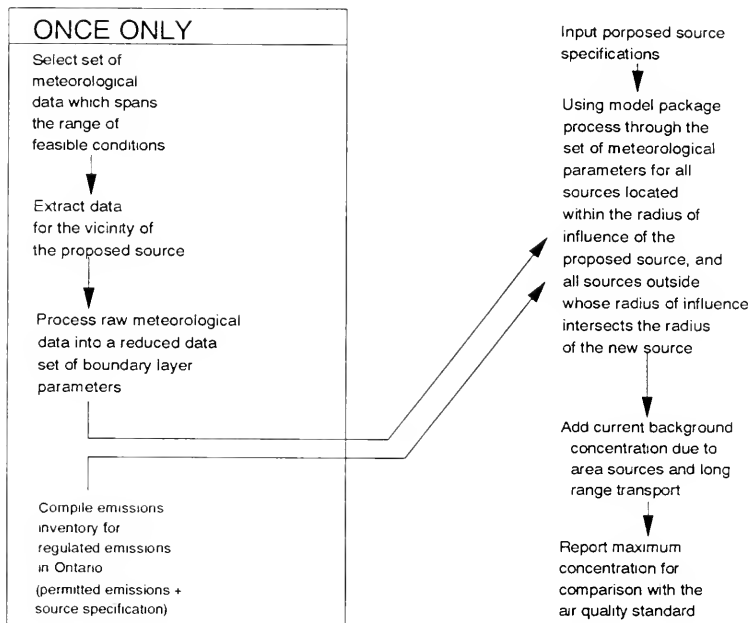 ONCE ONLY
Select set of
meteorological
data which spans
the range of
feasible conditions
Extract data
for the vicinity of
the proposed source
Process raw meteorological
data into a reduced data
set of boundary layer
parameters
Compile emissions
inventory for
regulated emissions
in Ontario
(permitted emissions +
source specification)
Input porposed source
specifications
Using model package
process through the
set of meteorological
parameters for all
sources located
within the radius of
influence of the
proposed source, and
all sources outside
whose radius of influence
intersects the radius
of the new source
Add current background
concentration due to
area sources and long
range transport
Report maximum
concentration for
comparison with the
air quality standard